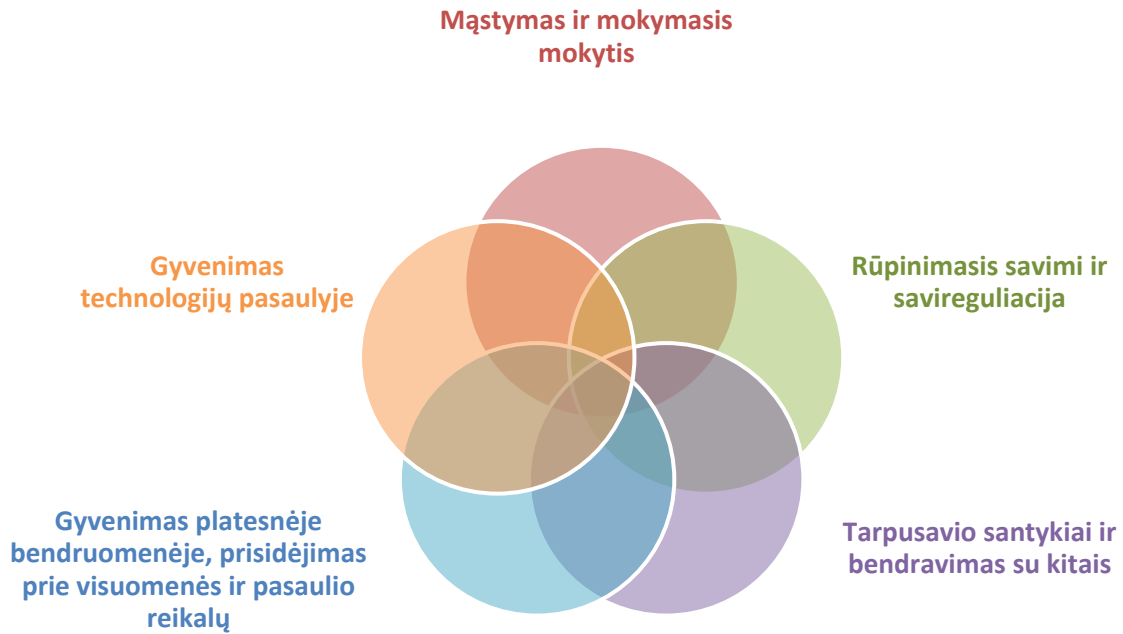 Mąstymas ir mokymasis
mokytis
Gyvenimas
technologijų pasaulyje
Rūpinimasis savimi ir
savireguliacija
Gyvenimas platesnėje
bendruomenėje, prisidėjimas
prie visuomenės ir pasaulio
reikalų
Tarpusavio santykiai ir
bendravimas su kitais